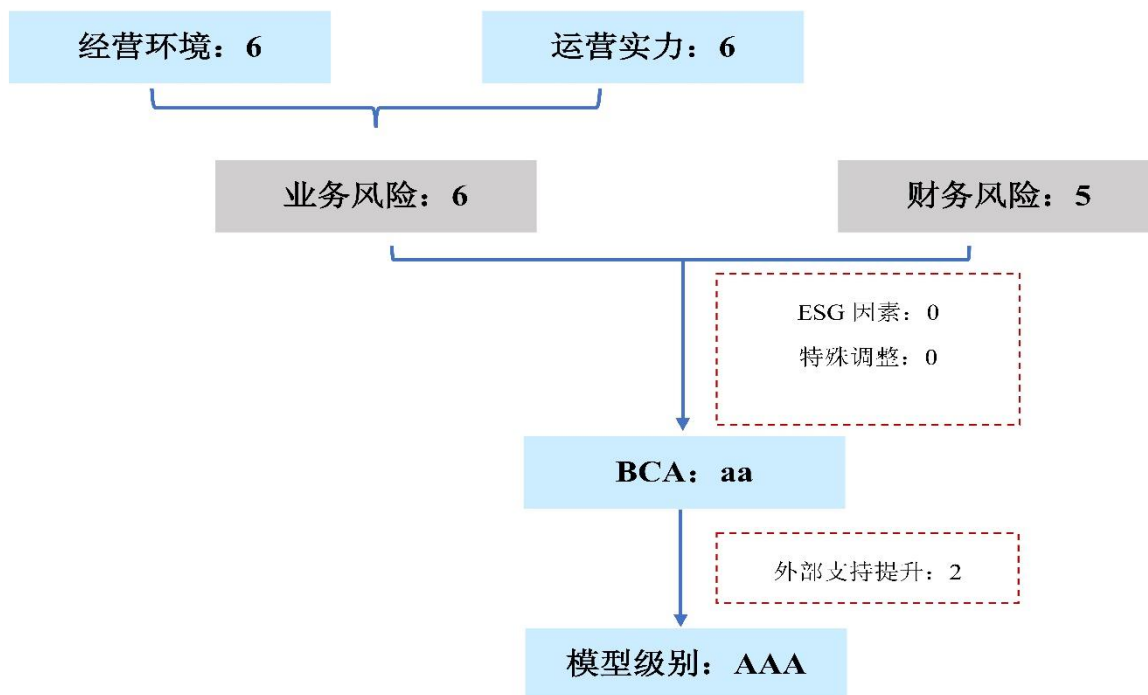 经营环境：6
运营实力：6
业务风险：6
财务风险：5
ESG 因素：0
特殊调整：0
BCA：aa
外部支持提升：2
模型级别：AAA